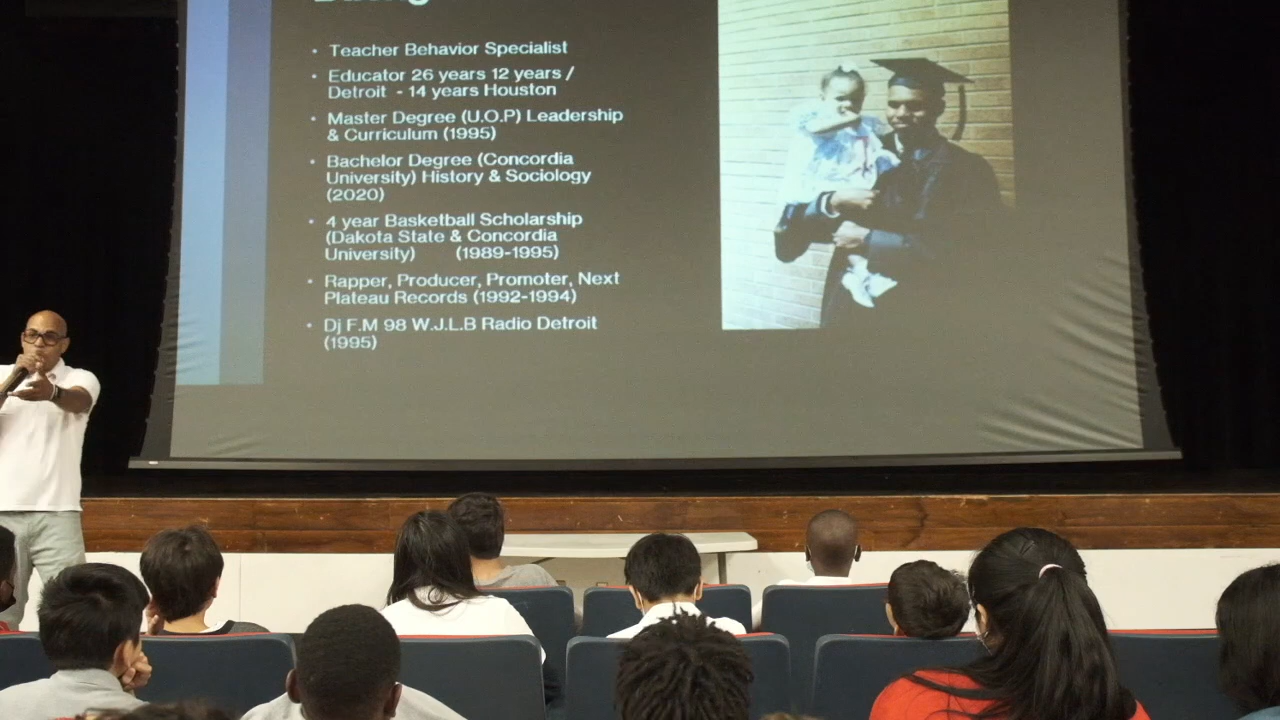 • Teacher Behavior Specialist
• Educator 26 years 12 years /
Detroit - 14 years Houston
• Master Degree (U.O.P) Leadership
& Curriculum (1995)
• Bachelor Degree (Concordia
University) History & Sociology
(2020)
• 4 year Basketball Scholarship
(Dakota State & Concordia
University) (1989-1995)
• Rapper, Producer, Promoter, Next
Plateau Records (1992-1994)
• Dj F.M 98 W.J.L.B Radio Detroit
(1995)